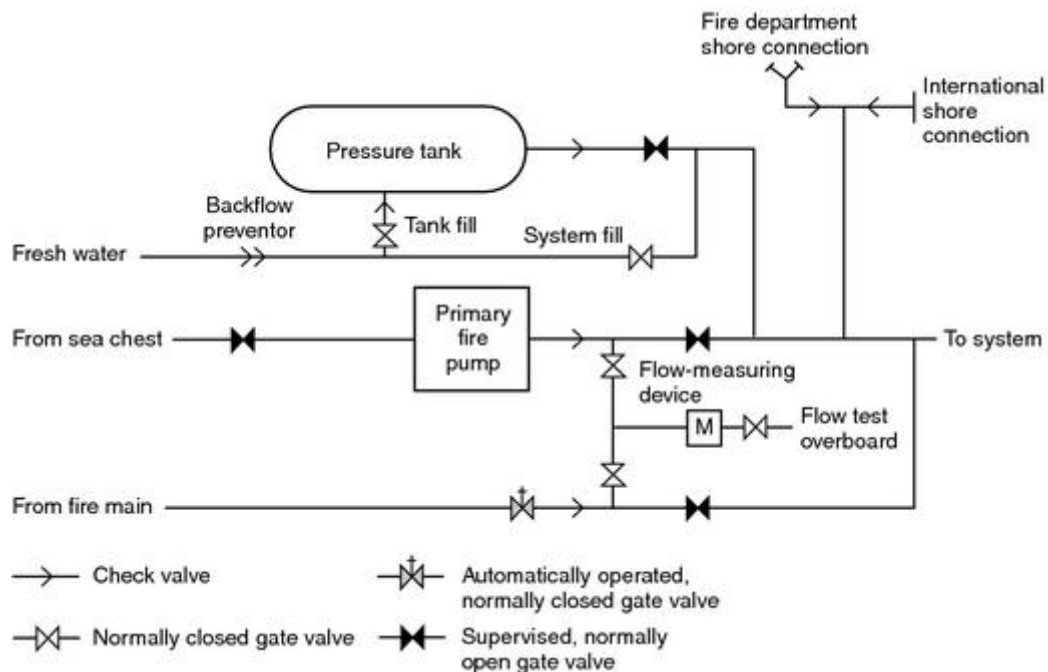 Fire department
shore connection
International
shore
connection
Pressure tank
Backflow
preventor
Tank fill
System fill
Fresh water
Primary
fire
pump
From sea chest
To system
Flow-measuring
device
M
Flow test
overboard
From fire main
Check valve
Automatically operated,
normally closed gate valve
Normally closed gate valve
Supervised, normally
open gate valve